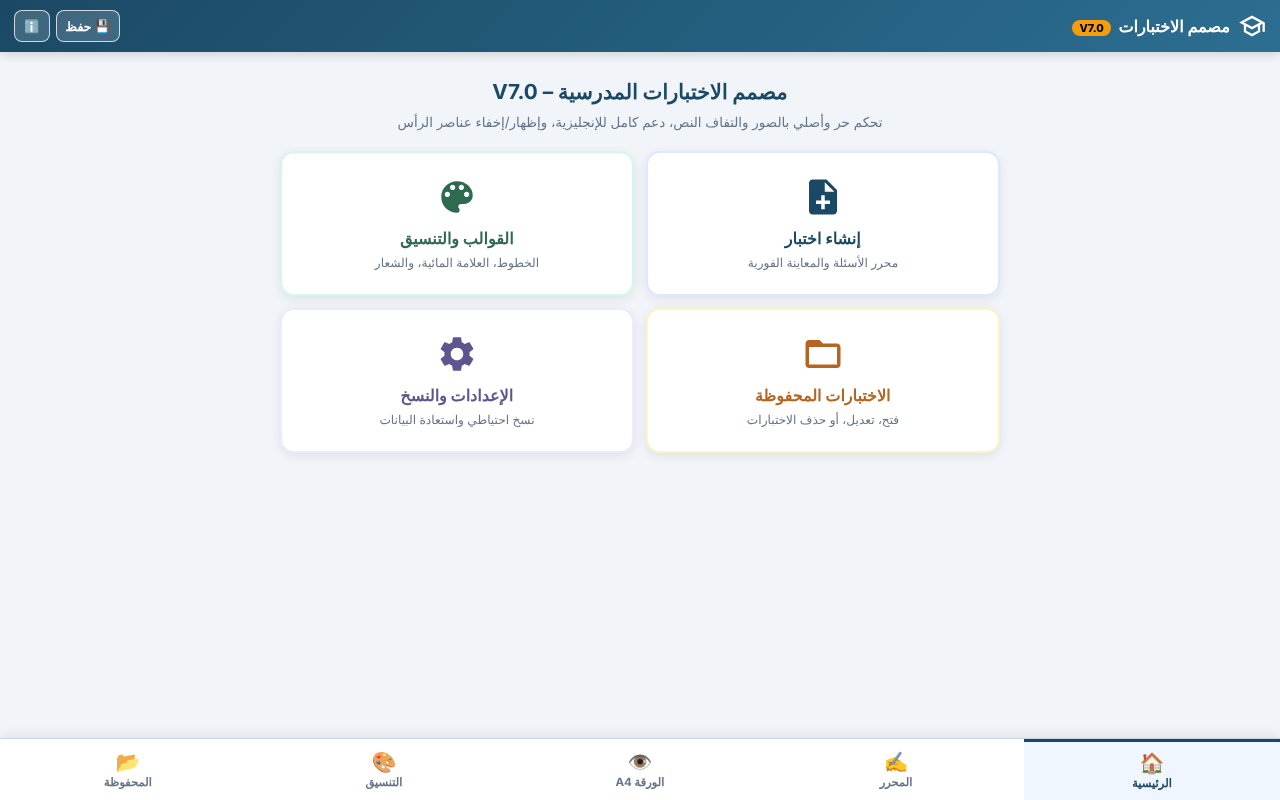 مصمم الاختبارات V7.0
💾 حفظ
ℹ️
مصمم الاختبارات المدرسية – V7.0
تحكم حر وأصلي بالصور والتفاف النص، دعم كامل للإنجليزية، وإظهار/إخفاء عناصر الرأس
إنشاء اختبار
محرر الأسئلة والمعاينة الفورية
القوالب والتنسيق
الخطوط، العلامة المائية، والشعار
الاختبارات المحفوظة
فتح، تعديل، أو حذف الاختبارات
الإعدادات والنسخ
نسخ احتياطي واستعادة البيانات
الرئيسية
المحرر
الورقة A4
التنسيق
المحفوظة